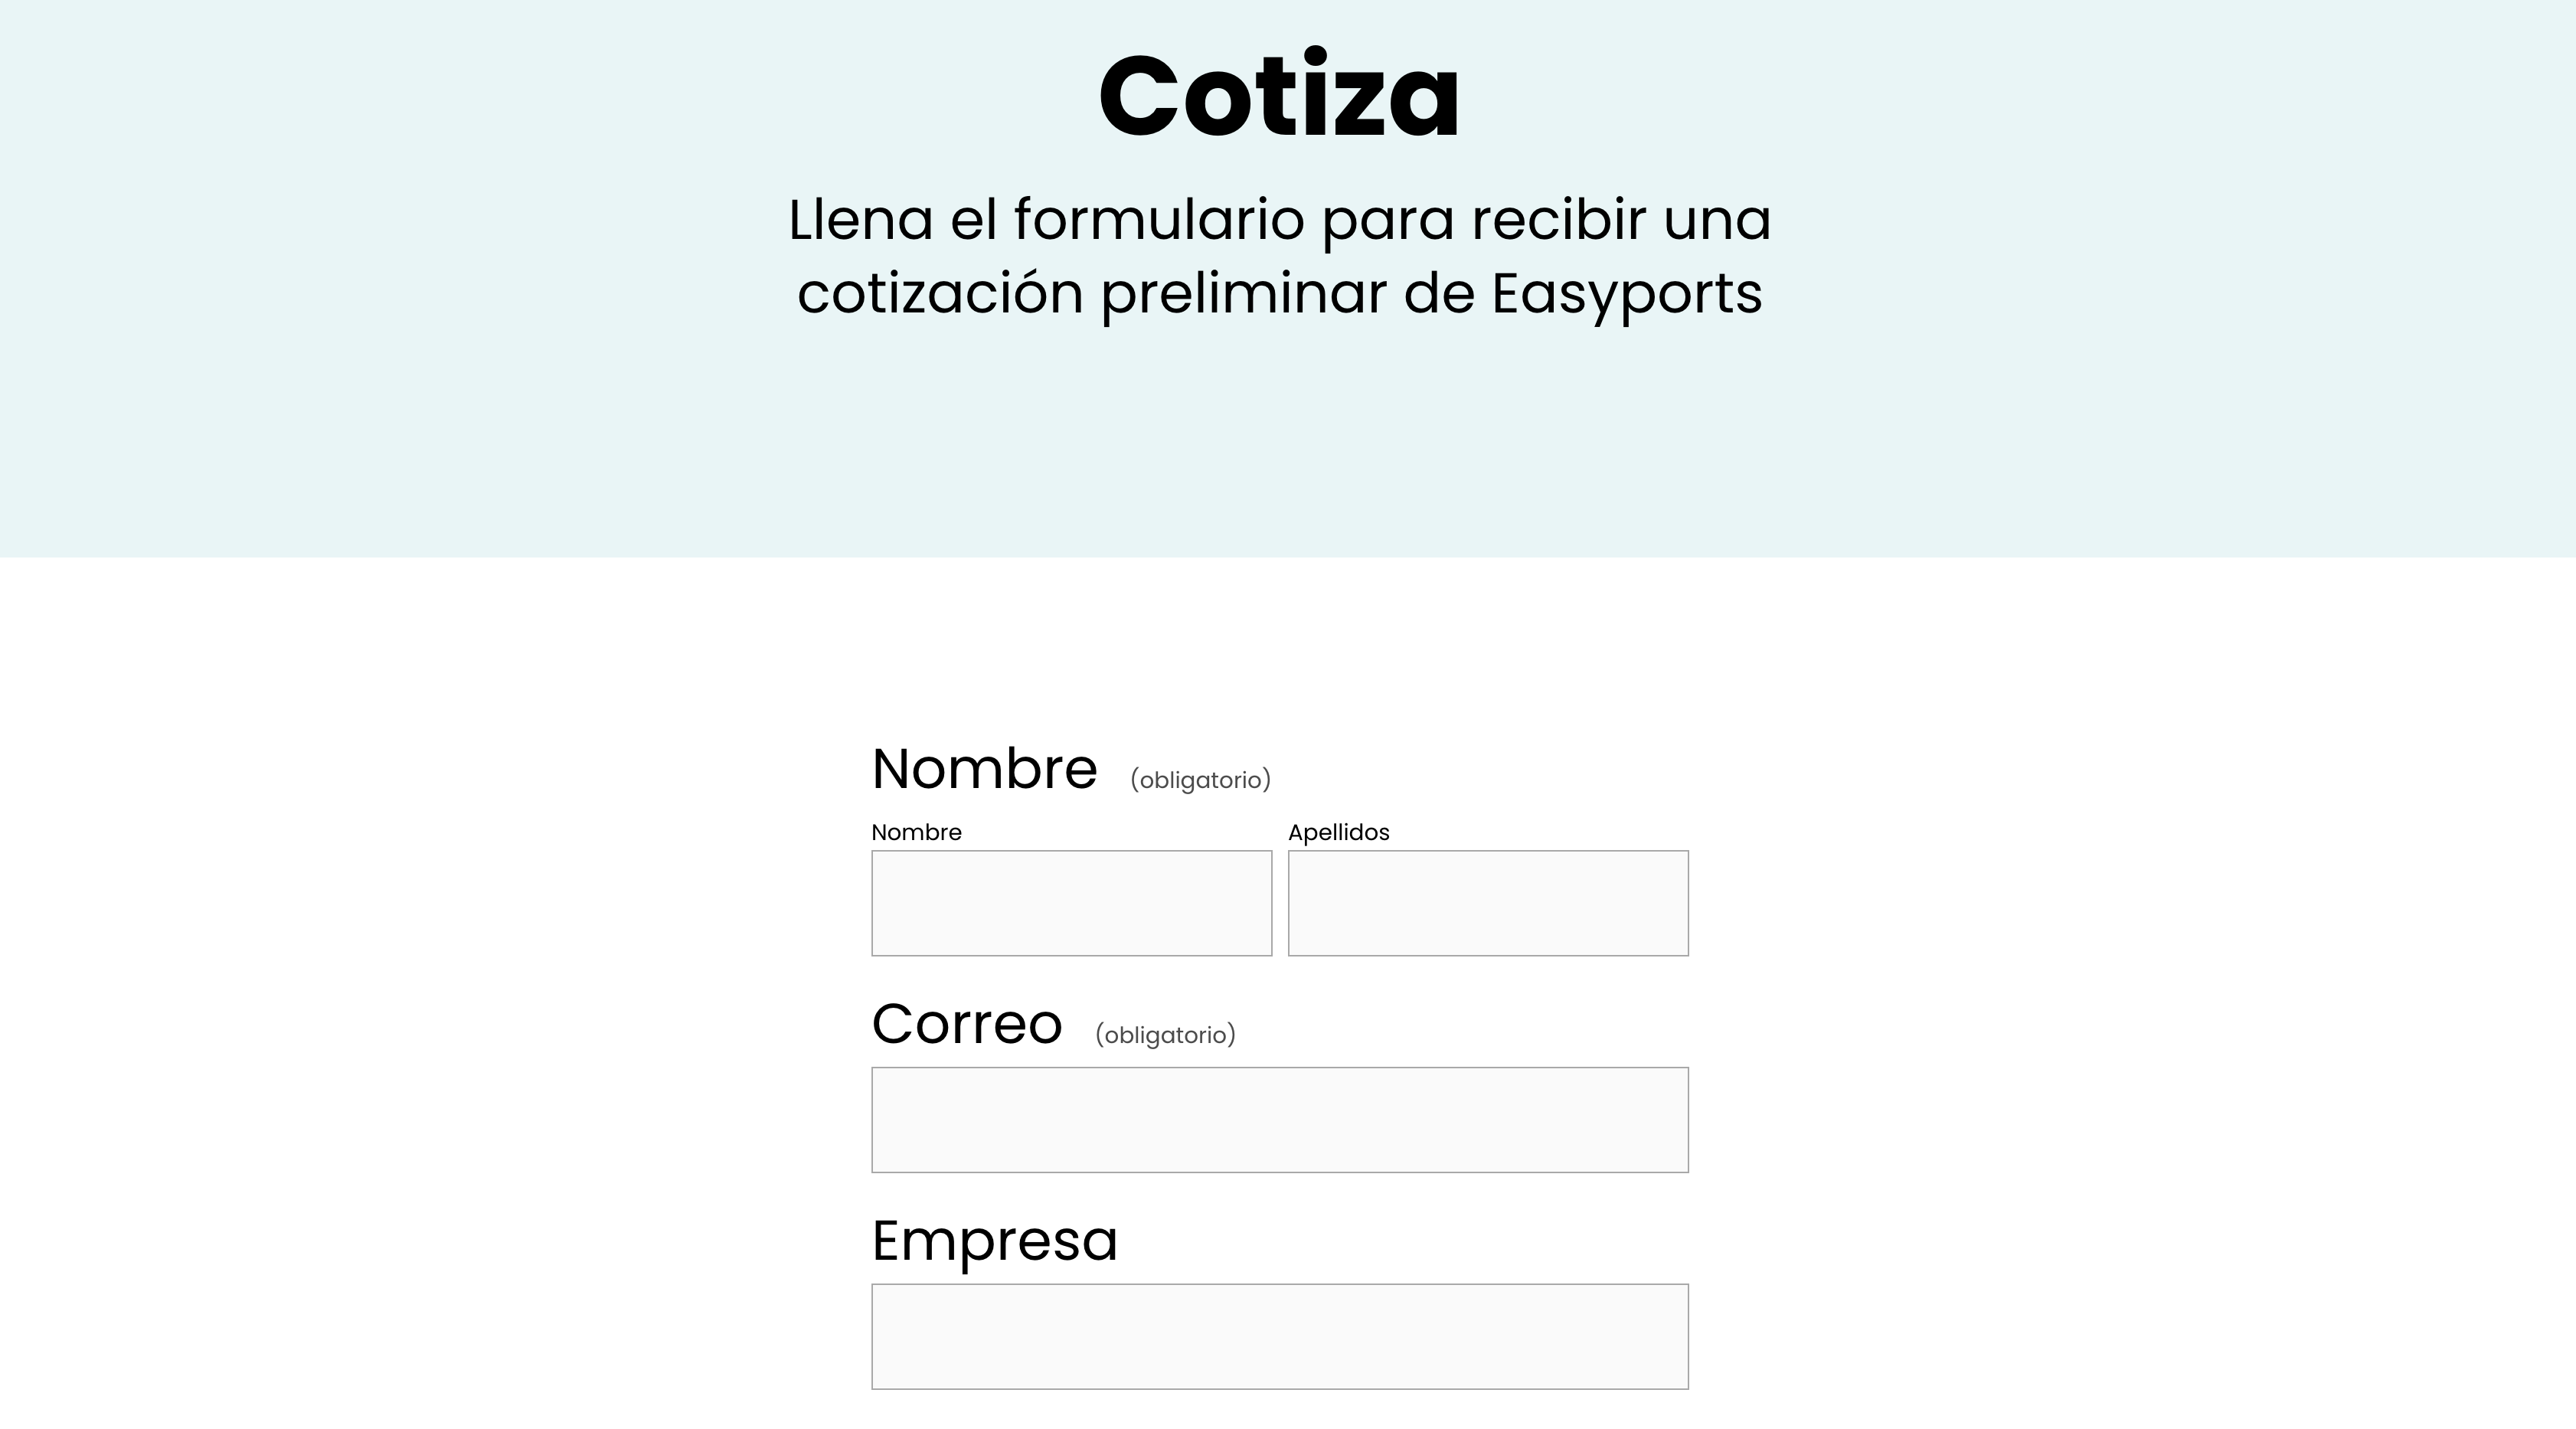 Cotiza
Llena el formulario para recibir una
cotización preliminar de Easyports
Nombre (obligatorio)
Nombre Apellidos
Correo (obligatorio)
Empresa